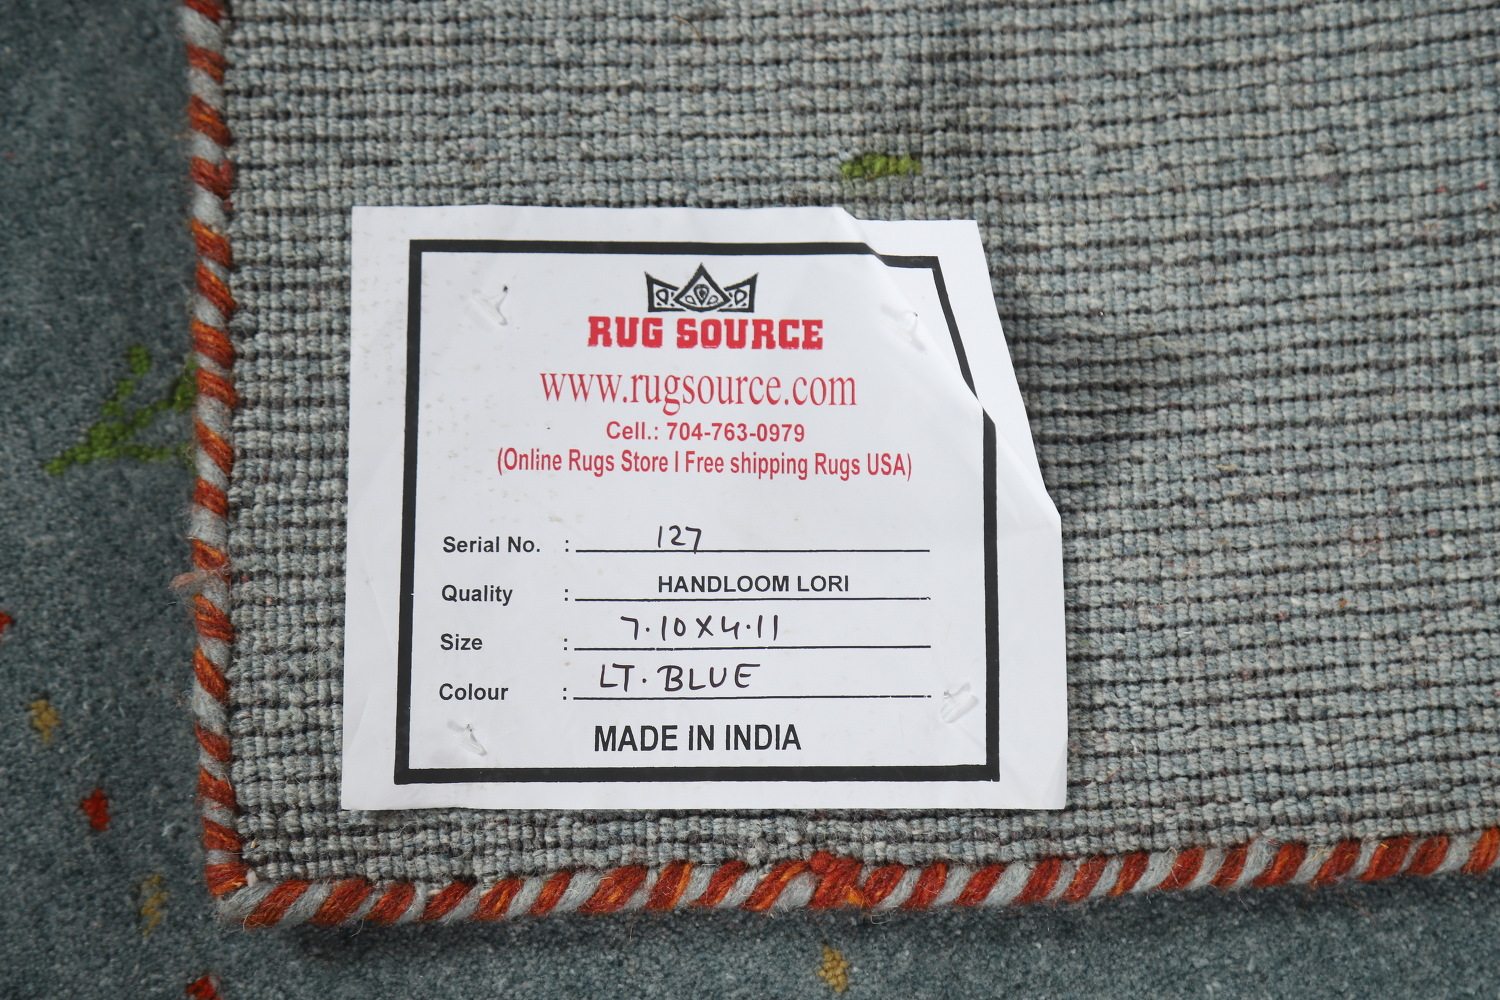 RUG SOURCE
www.rugsource.com
Cell.: 704-763-0979
(Online Rugs Store I Free shipping Rugs USA)
Serial No. : 127
Quality : HANDLOOM LORI
Size : 7.10X4.11
Colour : LT. BLUE
MADE IN INDIA